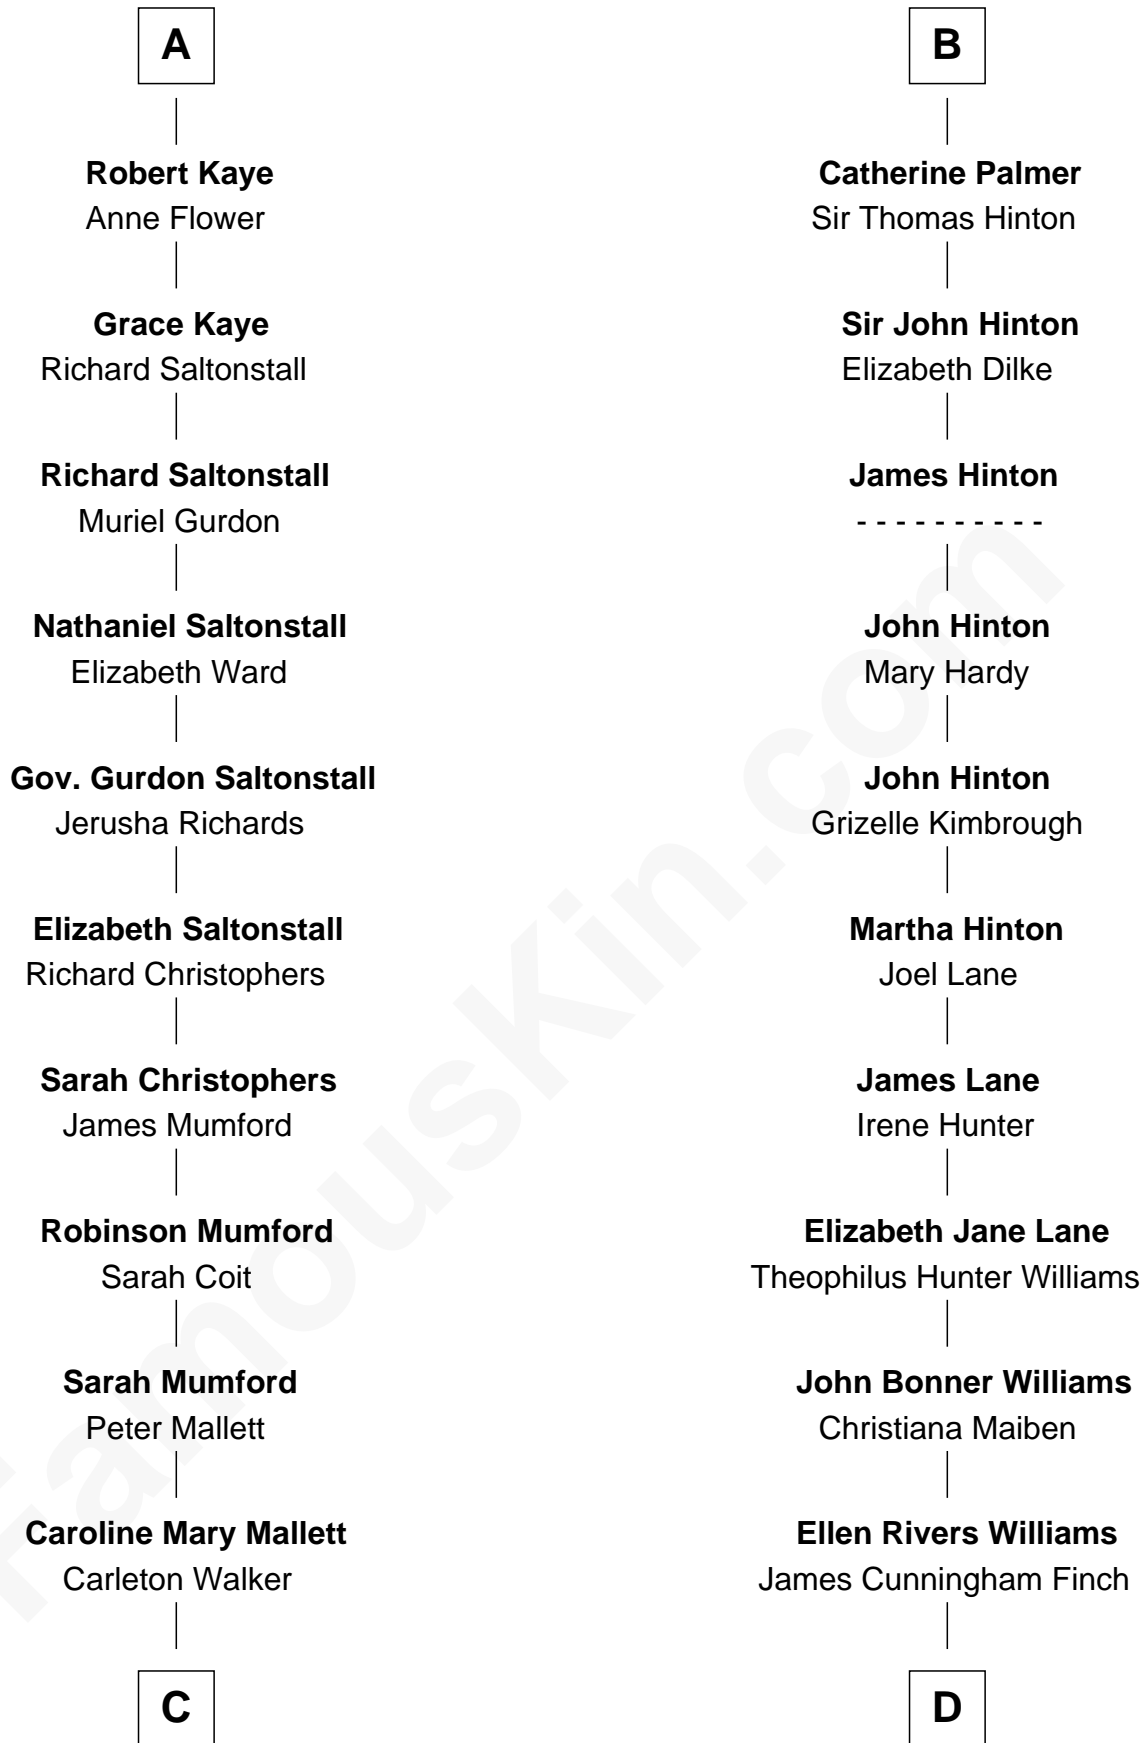 A
Robert Kaye
Anne Flower
Grace Kaye
Richard Saltonstall
Richard Saltonstall
Muriel Gurdon
Nathaniel Saltonstall
Elizabeth Ward
Gov. Gurdon Saltonstall
Jerusha Richards
Elizabeth Saltonstall
Richard Christophers
Sarah Christophers
James Mumford
Robinson Mumford
Sarah Coit
Sarah Mumford
Peter Mallett
Caroline Mary Mallett
Carleton Walker
C
B
Catherine Palmer
Sir Thomas Hinton
Sir John Hinton
Elizabeth Dilke
James Hinton
- - - - - - - - - -
John Hinton
Mary Hardy
John Hinton
Grizelle Kimbrough
Martha Hinton
Joel Lane
James Lane
Irene Hunter
Elizabeth Jane Lane
Theophilus Hunter Williams
John Bonner Williams
Christiana Maiben
Ellen Rivers Williams
James Cunningham Finch
D
FamousKin.com